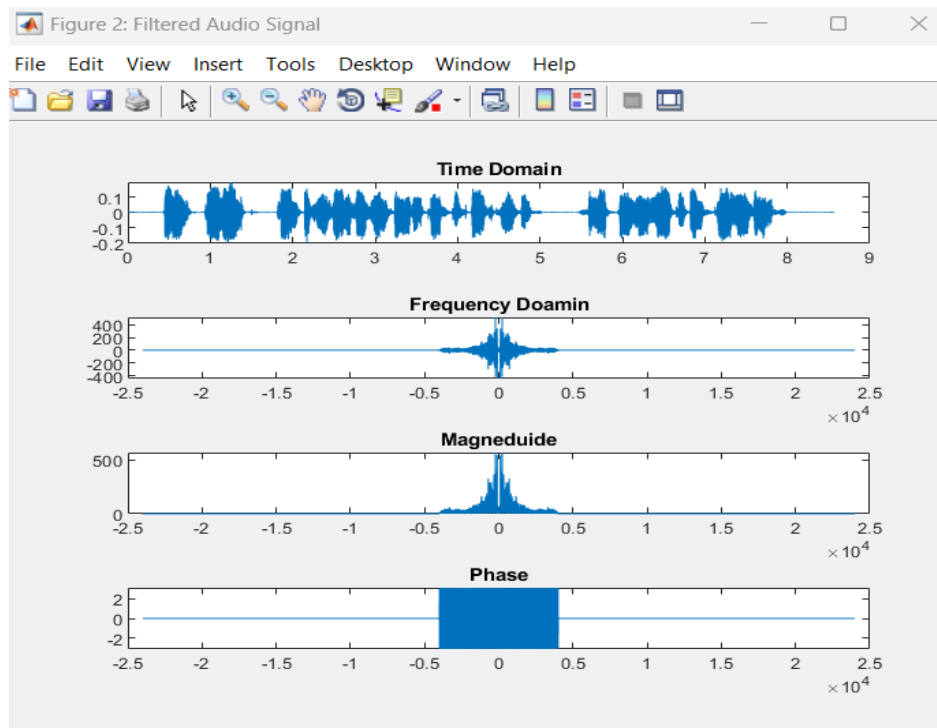 Figure 2: Filtered Audio Signal
File Edit View Insert Tools Desktop Window Help
Time Domain
0.1
0
-0.1
-0.2
0 1 2 3 4 5 6 7 8 9
Frequency Doamin
400
200
0
-200
-400
-2.5 -2 -1.5 -1 -0.5 0 0.5 1 1.5 2 2.5
×10^4
Magneduide
500
0
-2.5 -2 -1.5 -1 -0.5 0 0.5 1 1.5 2 2.5
×10^4
Phase
2
0
-2
-2.5 -2 -1.5 -1 -0.5 0 0.5 1 1.5 2 2.5
×10^4